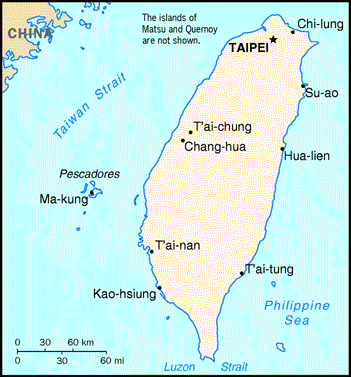 The islands of
Matsu and Quemoy
are not shown.
CHINA
Chi-lung
TAIPEI
Taiwan Strait
Su-ao
T'ai-chung
Chang-hua
Hua-lien
Pescadores
Ma-kung
T'ai-nan
T'ai-tung
Kao-hsiung
Philippine
Sea
0 30 60 km
0 30 60 mi
Luzon Strait